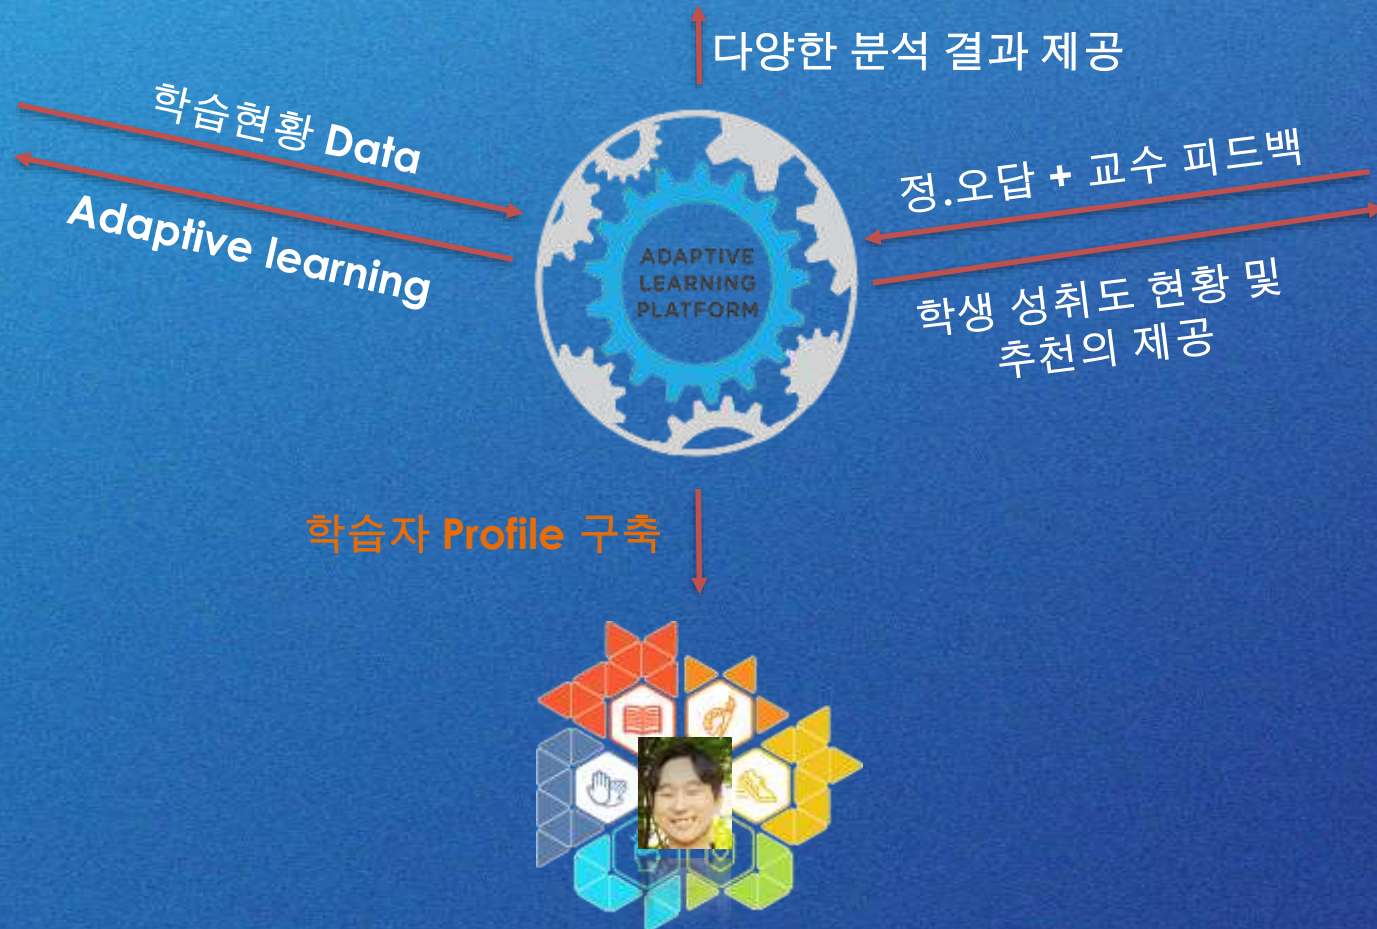 다양한 분석 결과 제공
학습현황 Data
Adaptive learning
ADAPTIVE
LEARNING
PLATFORM
정.오답 + 교수 피드백
학생 성취도 현황 및
추천의 제공
학습자 Profile 구축